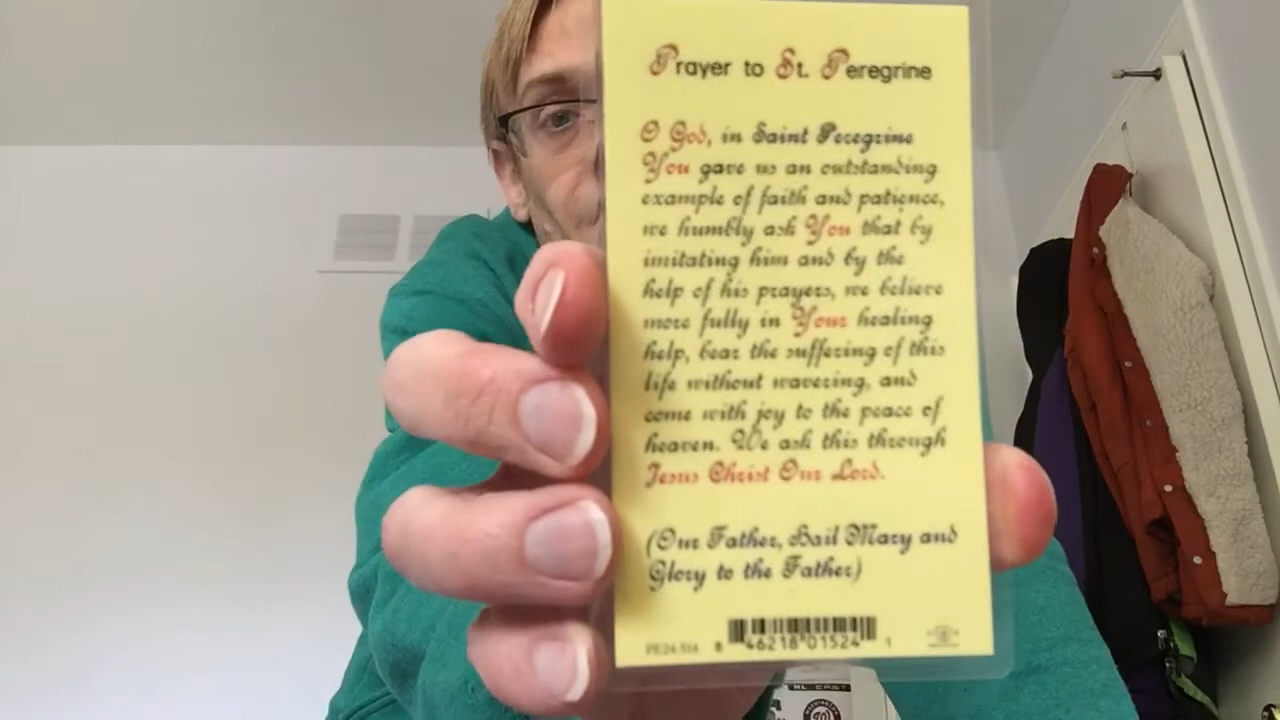 Prayer to St. Peregrine
O God, in Saint Peregrine
You gave us an outstanding
example of faith and patience,
we humbly ask You that by
imitating him and by the
help of his prayers, we believe
more fully in Your healing
help, bear the suffering of this
life without wavering, and
come with joy to the peace of
heaven. We ask this through
Jesus Christ Our Lord.
(Our Father, Hail Mary and
Glory to the Father)
PE24-514 8 46218 01524 1
NL EAST
WASHINGTON